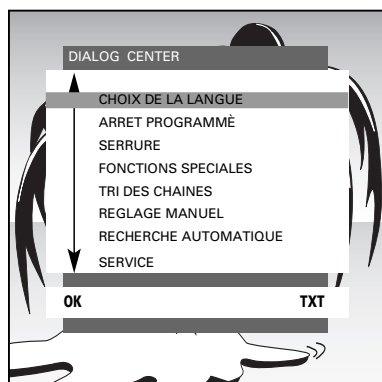 DIALOG CENTER
CHOIX DE LA LANGUE
ARRET PROGRAMMÈ
SERRURE
FONCTIONS SPECIALES
TRI DES CHAINES
REGLAGE MANUEL
RECHERCHE AUTOMATIQUE
SERVICE
OK TXT